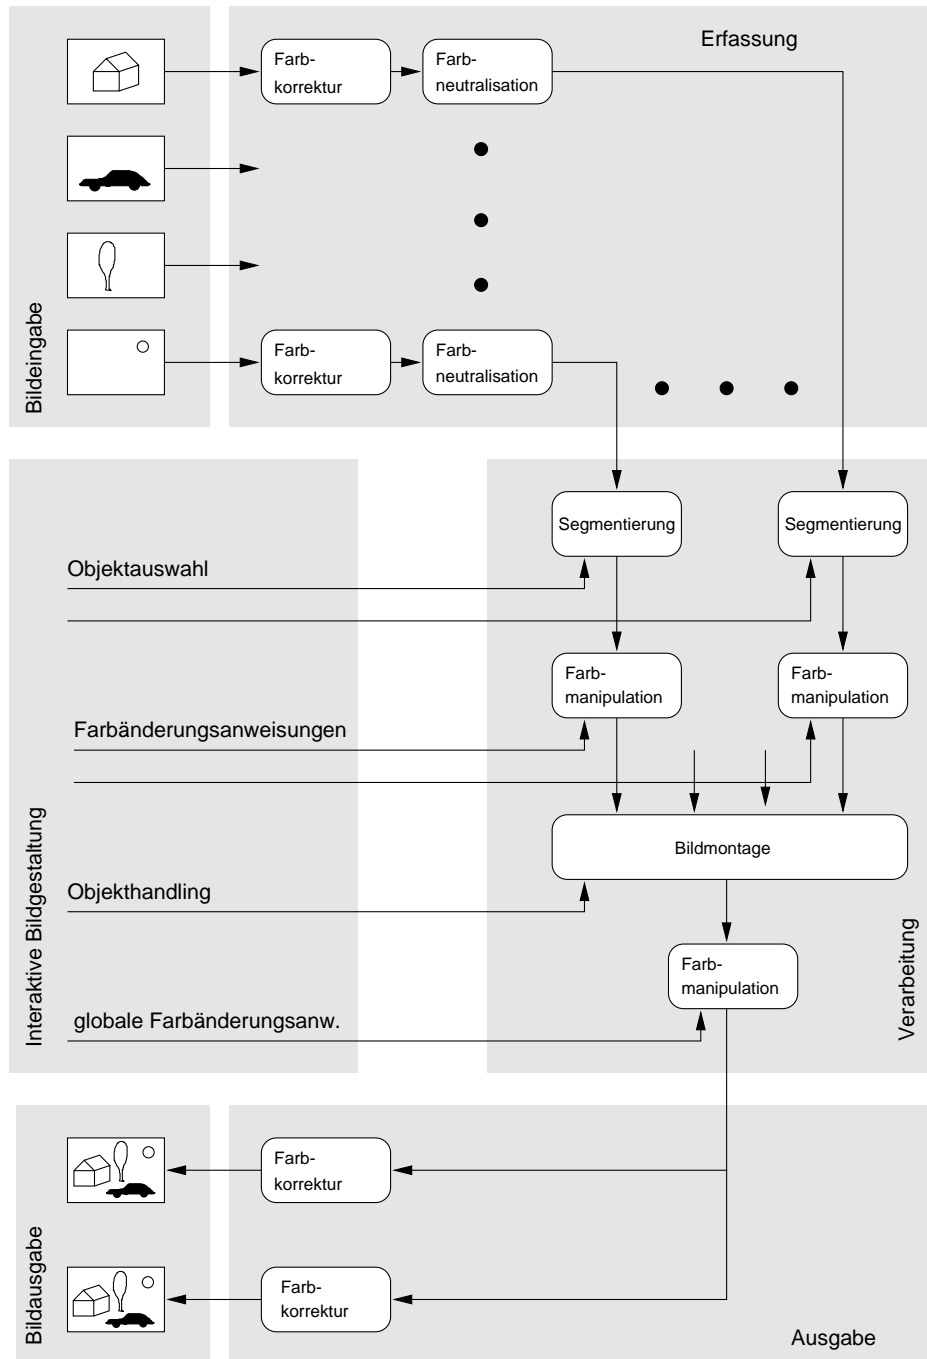 Erfassung
Farb-
korrektur
Farb-
neutralisation
Bildeingabe
Farb-
korrektur
Farb-
neutralisation
Segmentierung
Segmentierung
Objektauswahl
Farb-
manipulation
Farb-
manipulation
Farbänderungsanweisungen
Interaktive Bildgestaltung
Bildmontage
Objekthandling
Verarbeitung
Farb-
manipulation
globale Farbänderungsanw.
Farb-
korrektur
Bildausgabe
Farb-
korrektur
Ausgabe